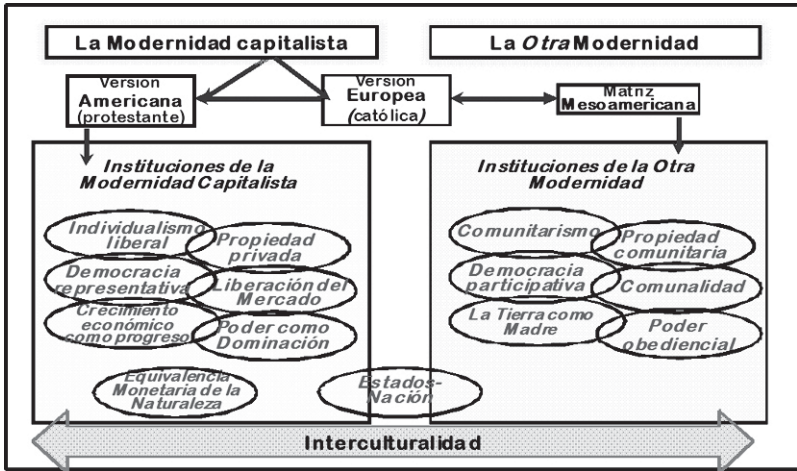 La Modernidad capitalista
La Otra Modernidad
Versión
Americana
(protestante)
Versión
Europea
(católica)
Matriz
Mesoamericana
Instituciones de la
Modernidad Capitalista
Individualismo
liberal
Propiedad
privada
Democracia
representativa
Liberación del
Mercado
Crecimiento
económico
como progreso
Poder como
Dominación
Equivalencia
Monetaria de la
Naturaleza
Estados-
Nación
Instituciones de la Otra
Modernidad
Comunitarismo
Propiedad
comunitaria
Democracia
participativa
Comunalidad
La Tierra como
Madre
Poder
obediencial
Interculturalidad